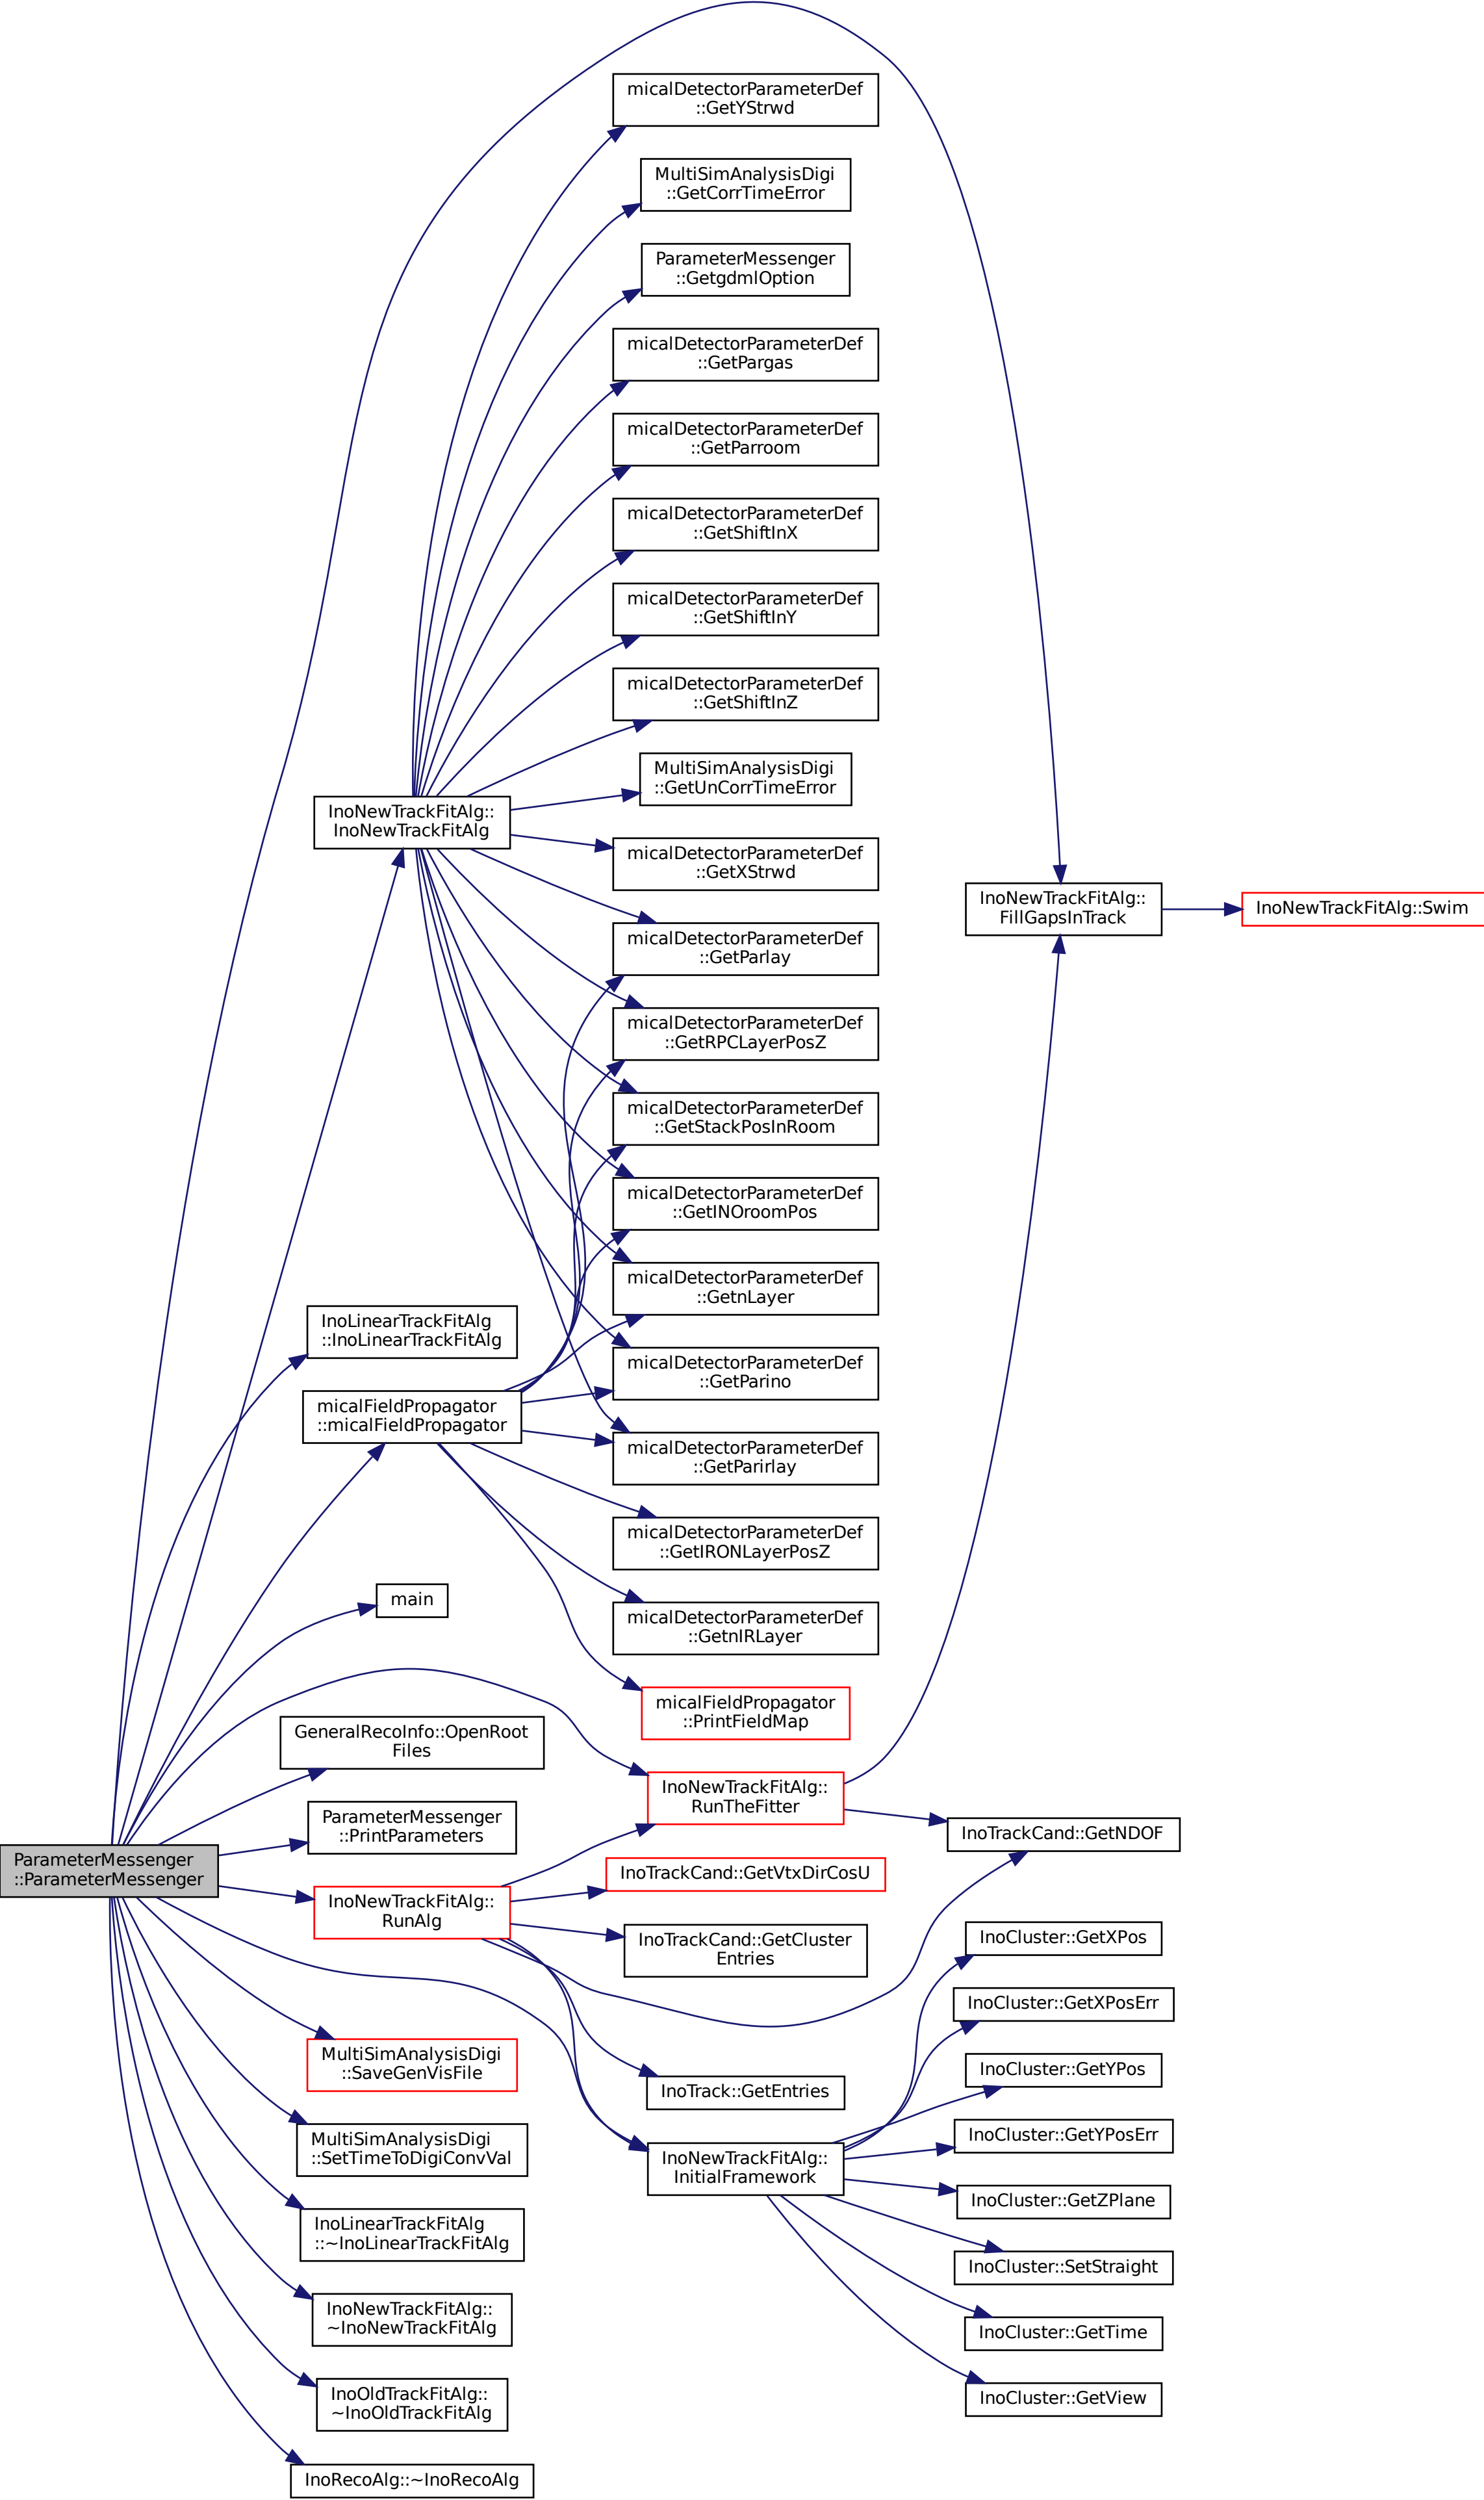 micalDetectorParameterDef
::GetYStrwd
MultiSimAnalysisDigi
::GetCorrTimeError
ParameterMessenger
::GetgdmlOption
micalDetectorParameterDef
::GetPargas
micalDetectorParameterDef
::GetParroom
micalDetectorParameterDef
::GetShiftInX
micalDetectorParameterDef
::GetShiftInY
micalDetectorParameterDef
::GetShiftInZ
MultiSimAnalysisDigi
::GetUnCorrTimeError
InoNewTrackFitAlg::
InoNewTrackFitAlg
micalDetectorParameterDef
::GetXStrwd
InoNewTrackFitAlg::
FillGapsInTrack
InoNewTrackFitAlg::Swim
micalDetectorParameterDef
::GetParlay
micalDetectorParameterDef
::GetRPCLayerPosZ
micalDetectorParameterDef
::GetStackPosInRoom
micalDetectorParameterDef
::GetINOroomPos
micalDetectorParameterDef
::GetnLayer
InoLinearTrackFitAlg
::InoLinearTrackFitAlg
micalDetectorParameterDef
::GetParino
micalFieldPropagator
::micalFieldPropagator
micalDetectorParameterDef
::GetParirlay
micalDetectorParameterDef
::GetIRONLayerPosZ
main
micalDetectorParameterDef
::GetnIRLayer
micalFieldPropagator
::PrintFieldMap
GeneralRecoInfo::OpenRoot
Files
InoNewTrackFitAlg::
RunTheFitter
ParameterMessenger
::PrintParameters
InoTrackCand::GetNDOF
ParameterMessenger
::ParameterMessenger
InoTrackCand::GetVtxDirCosU
InoNewTrackFitAlg::
RunAlg
InoTrackCand::GetCluster
Entries
InoCluster::GetXPos
InoCluster::GetXPosErr
MultiSimAnalysisDigi
::SaveGenVisFile
InoCluster::GetYPos
InoTrack::GetEntries
InoCluster::GetYPosErr
MultiSimAnalysisDigi
::SetTimeToDigiConvVal
InoNewTrackFitAlg::
InitialFramework
InoCluster::GetZPlane
InoLinearTrackFitAlg
::~InoLinearTrackFitAlg
InoCluster::SetStraight
InoNewTrackFitAlg::
~InoNewTrackFitAlg
InoCluster::GetTime
InoOldTrackFitAlg::
~InoOldTrackFitAlg
InoCluster::GetView
InoRecoAlg::~InoRecoAlg